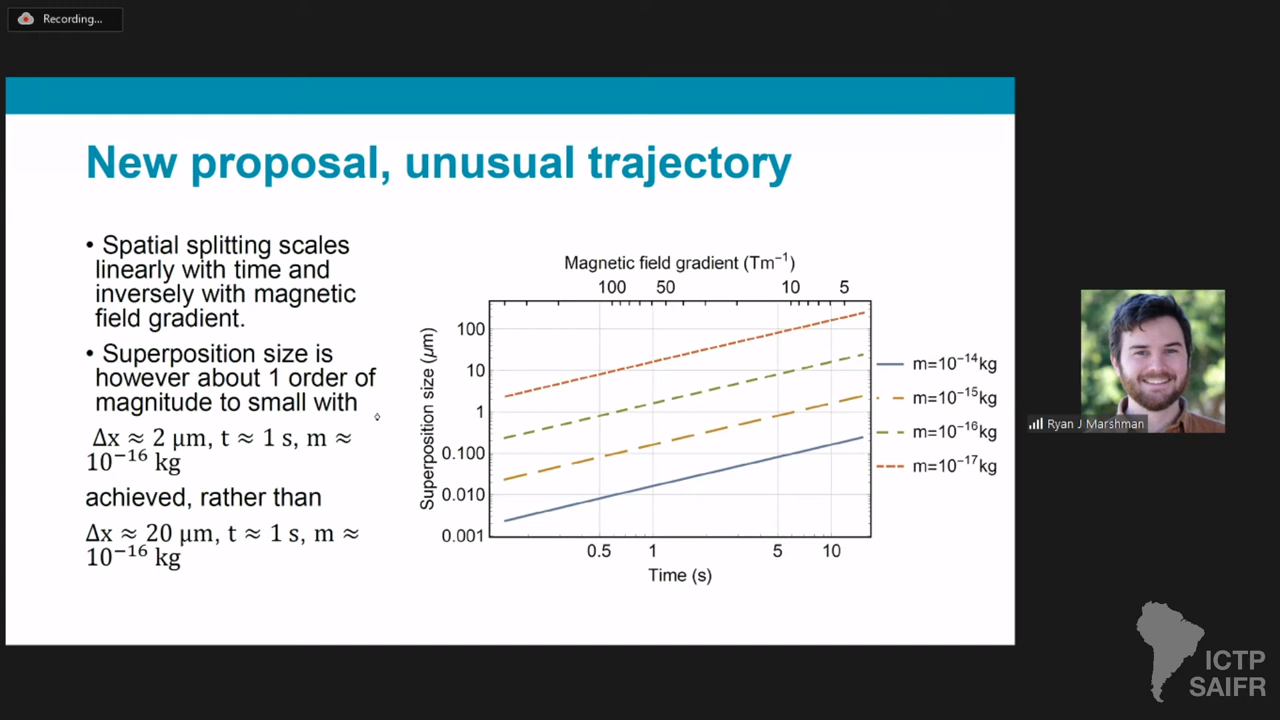 Recording...
New proposal, unusual trajectory
• Spatial splitting scales
linearly with time and
inversely with magnetic
field gradient.
• Superposition size is
however about 1 order of
magnitude to small with
Δx ≈ 2 μm, t ≈ 1 s, m ≈
10⁻¹⁶ kg
achieved, rather than
Δx ≈ 20 μm, t ≈ 1 s, m ≈
10⁻¹⁶ kg
Magnetic field gradient (Tm⁻¹)
100 50 10 5
Superposition size (μm)
100
10
1
0.100
0.010
0.001
0.5 1 5 10
Time (s)
m=10⁻¹⁴kg
m=10⁻¹⁵kg
m=10⁻¹⁶kg
m=10⁻¹⁷kg
Ryan J Marshman
ICTP
SAIFR